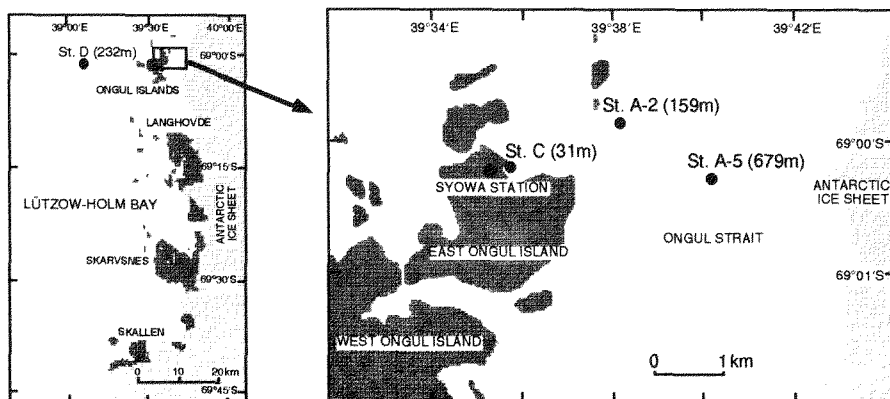 39°00'E 39°30'E 40°00'E
St. D (232m)
69°00'S
ONGUL ISLANDS
LANGHOVDE
69°15'S
LÜTZOW-HOLM BAY
ANTARCTIC
ICE SHEET
SKARVSNES
69°30'S
SKALLEN
0 10 20 km
69°45'S
39°34'E 39°38'E 39°42'E
St. A-2 (159m)
69°00'S
St. C (31m)
St. A-5 (679m)
SYOWA STATION
ANTARCTIC
ICE SHEET
ONGUL STRAIT
EAST ONGUL ISLAND
69°01'S
WEST ONGUL ISLAND
0 1 km